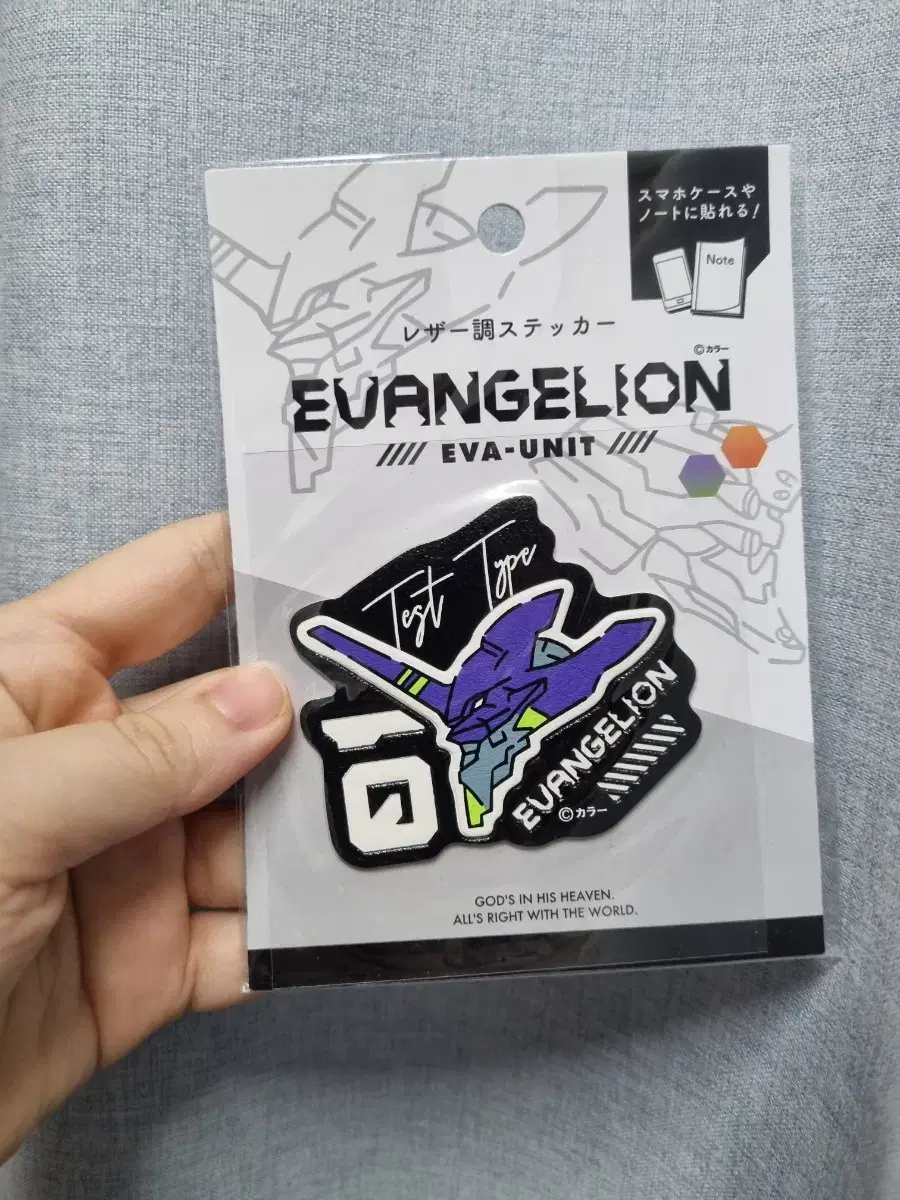 スマホケースや
ノートに貼れる!
Note
レザー調ステッカー
©カラー
EVANGELION
//// EVA-UNIT ////
Test Type
01
EVANGELION
©カラー
GOD'S IN HIS HEAVEN.
ALL'S RIGHT WITH THE WORLD.